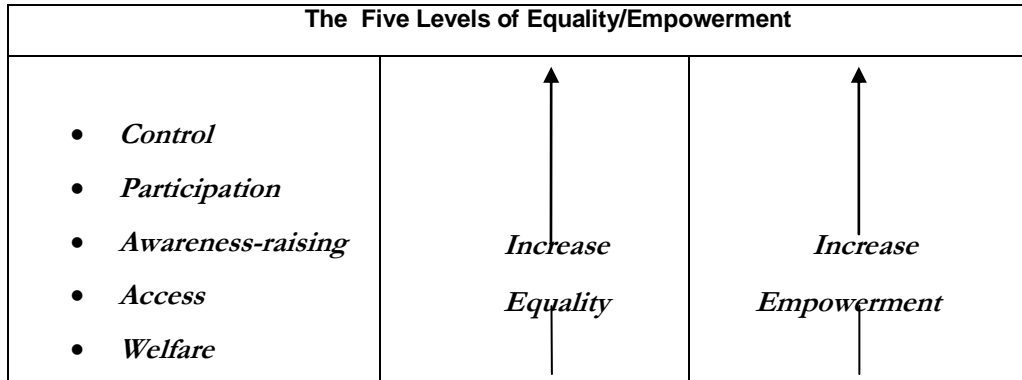 The Five Levels of Equality/Empowerment
• Control
• Participation
• Awareness-raising
• Access
• Welfare
Increase
Equality
Increase
Empowerment